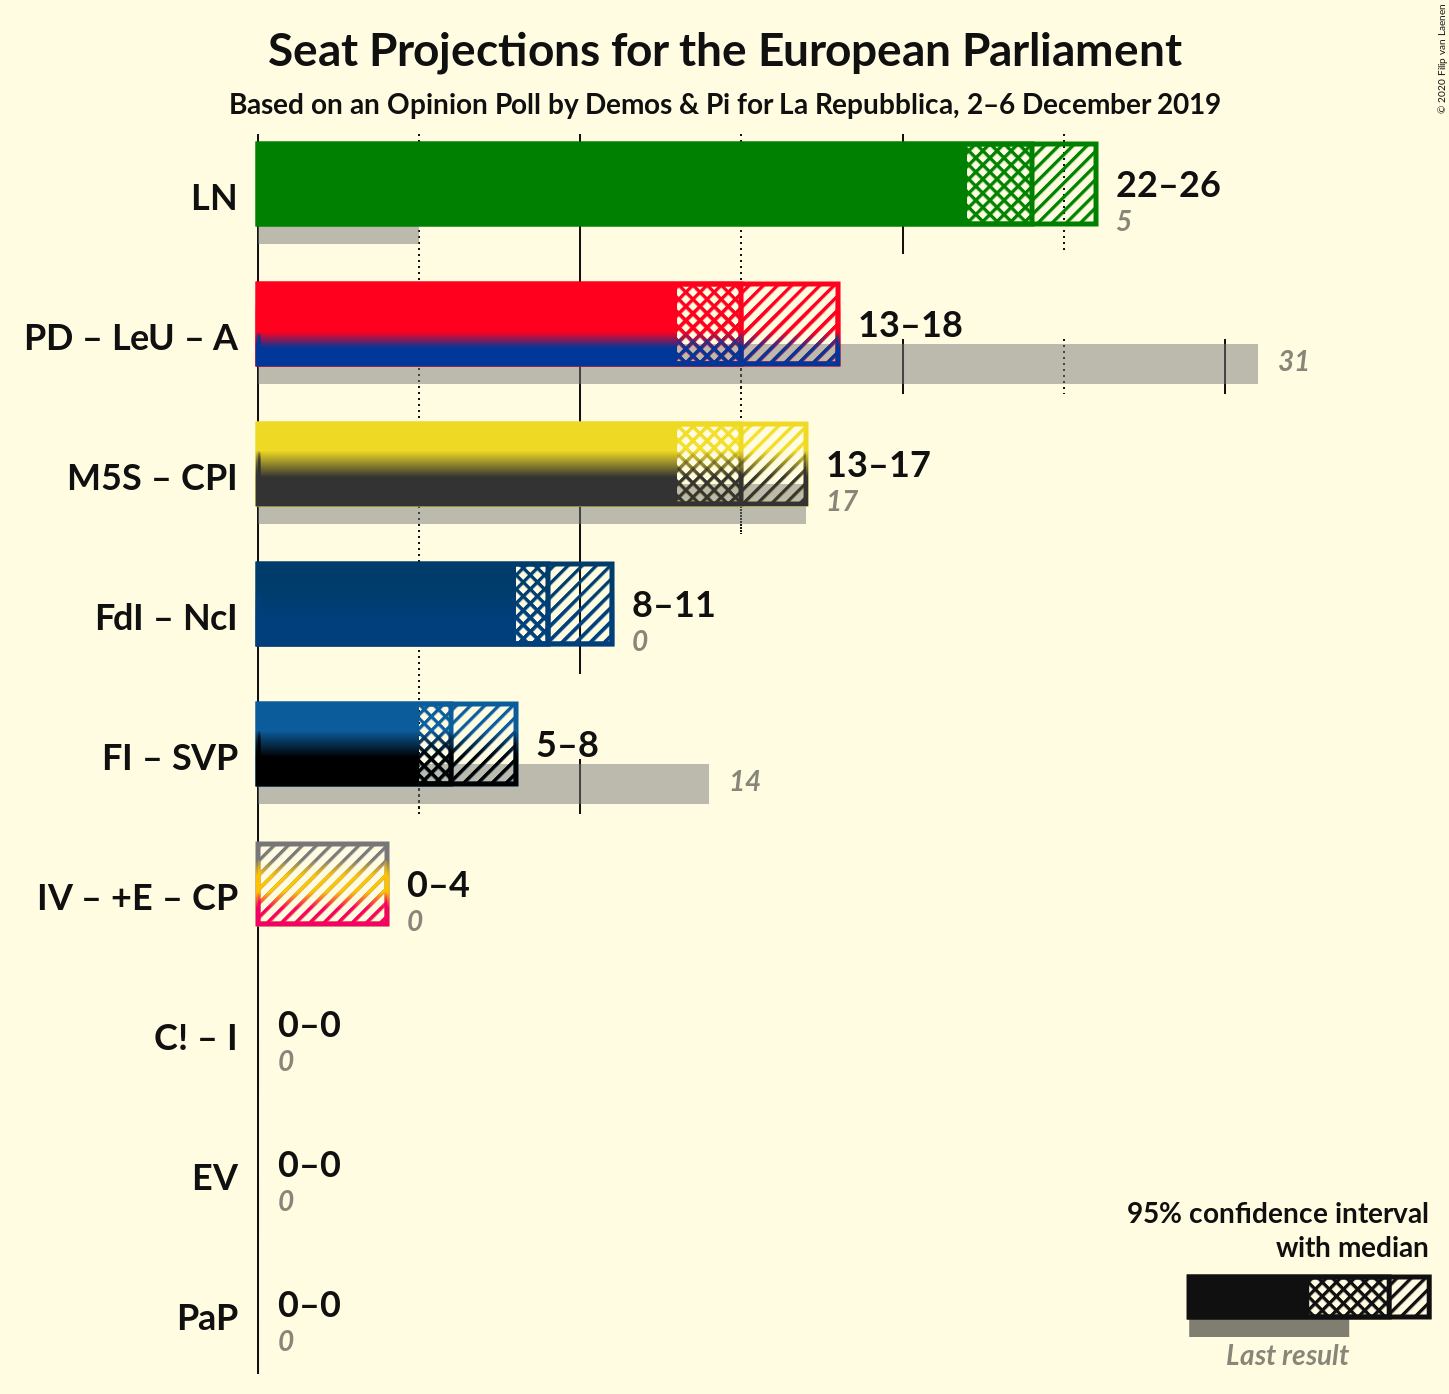 Seat Projections for the European Parliament
Based on an Opinion Poll by Demos & Pi for La Repubblica, 2–6 December 2019
© 2020 Filip van Laenen
LN
22–26
5
PD – LeU – A
13–18
31
M5S – CPI
13–17
17
FdI – NcI
8–11
0
FI – SVP
5–8
14
IV – +E – CP
0–4
0
C! – I
0–0
0
EV
0–0
0
PaP
0–0
0
95% confidence interval
with median
Last result